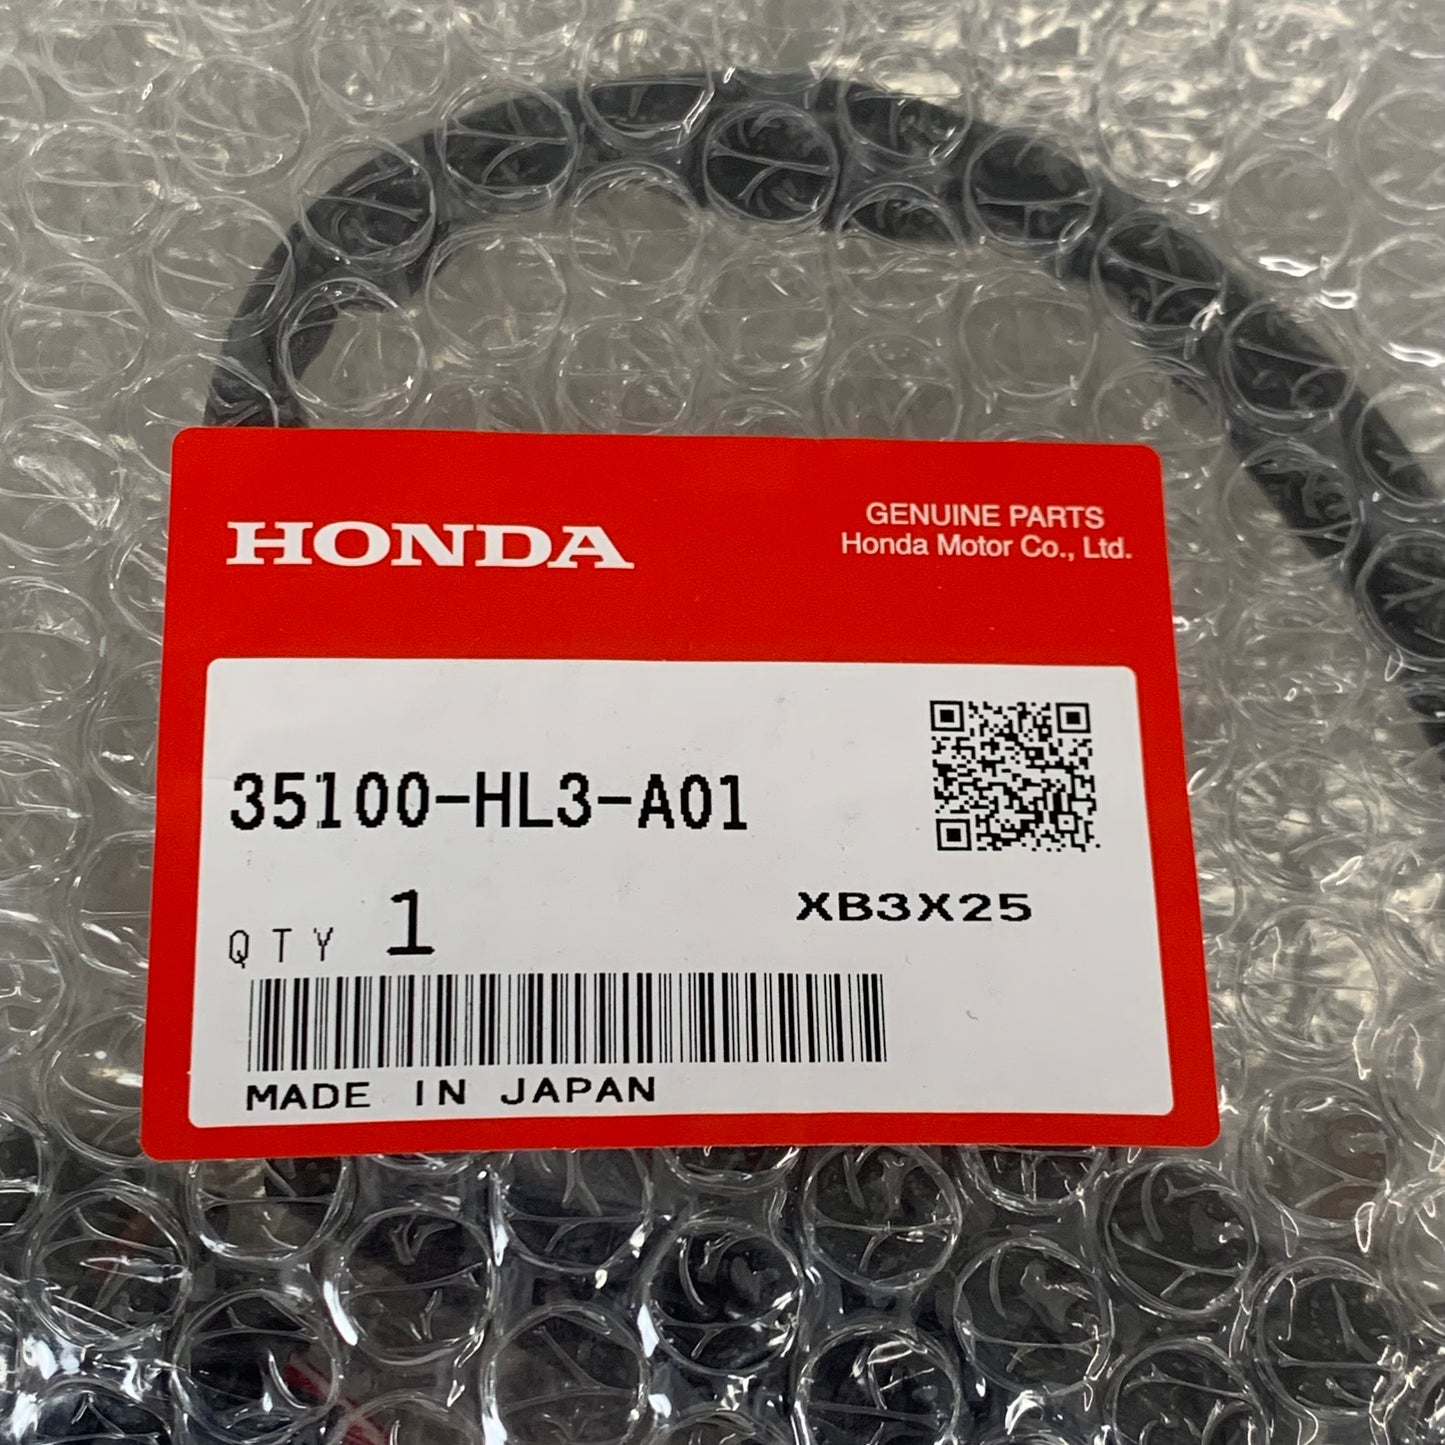 HONDA
GENUINE PARTS
Honda Motor Co., Ltd.
35100-HL3-A01
QTY 1
XB3X25
MADE IN JAPAN